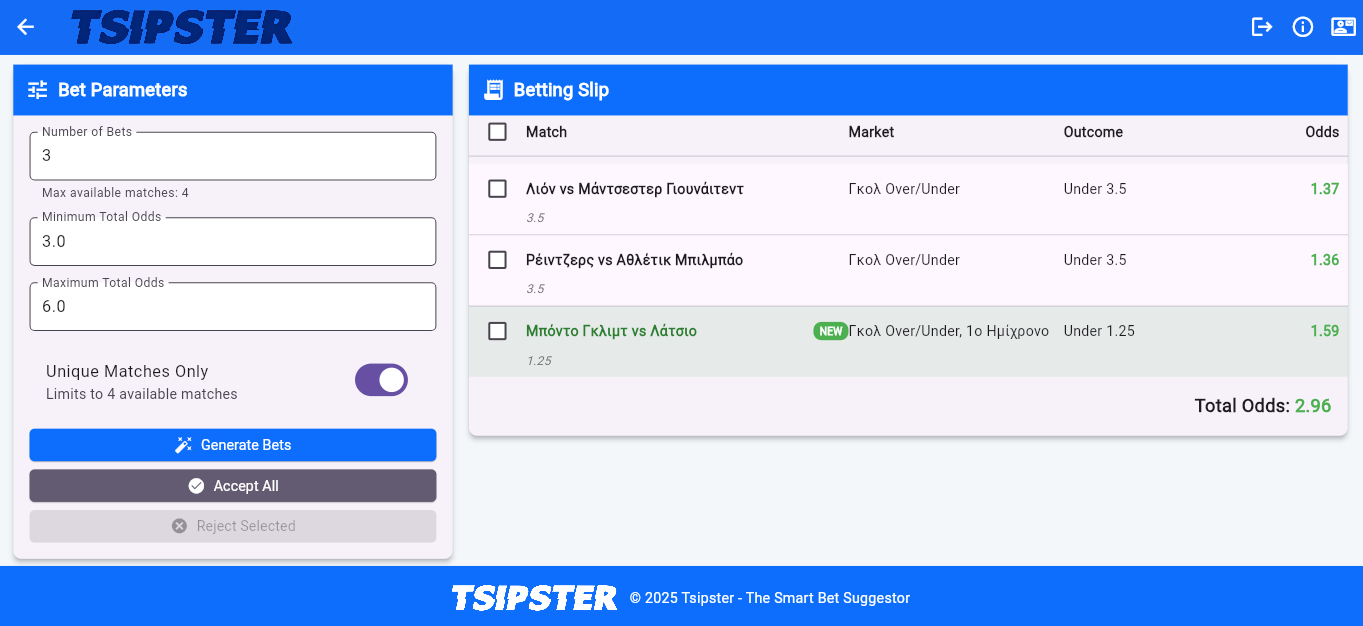 TSIPSTER
Bet Parameters
Number of Bets
3
Max available matches: 4
Minimum Total Odds
3.0
Maximum Total Odds
6.0
Unique Matches Only
Limits to 4 available matches
Generate Bets
Accept All
Reject Selected
Betting Slip
Match Market Outcome Odds
Λιόν vs Μάντσεστερ Γιουνάιτεντ Γκολ Over/Under Under 3.5 1.37
3.5
Ρέιντζερς vs Αθλέτικ Μπιλμπάο Γκολ Over/Under Under 3.5 1.36
3.5
Μπόντο Γκλιμτ vs Λάτσιο NEW Γκολ Over/Under, 1ο Ημίχρονο Under 1.25 1.59
1.25
Total Odds: 2.96
TSIPSTER © 2025 Tsipster - The Smart Bet Suggestor